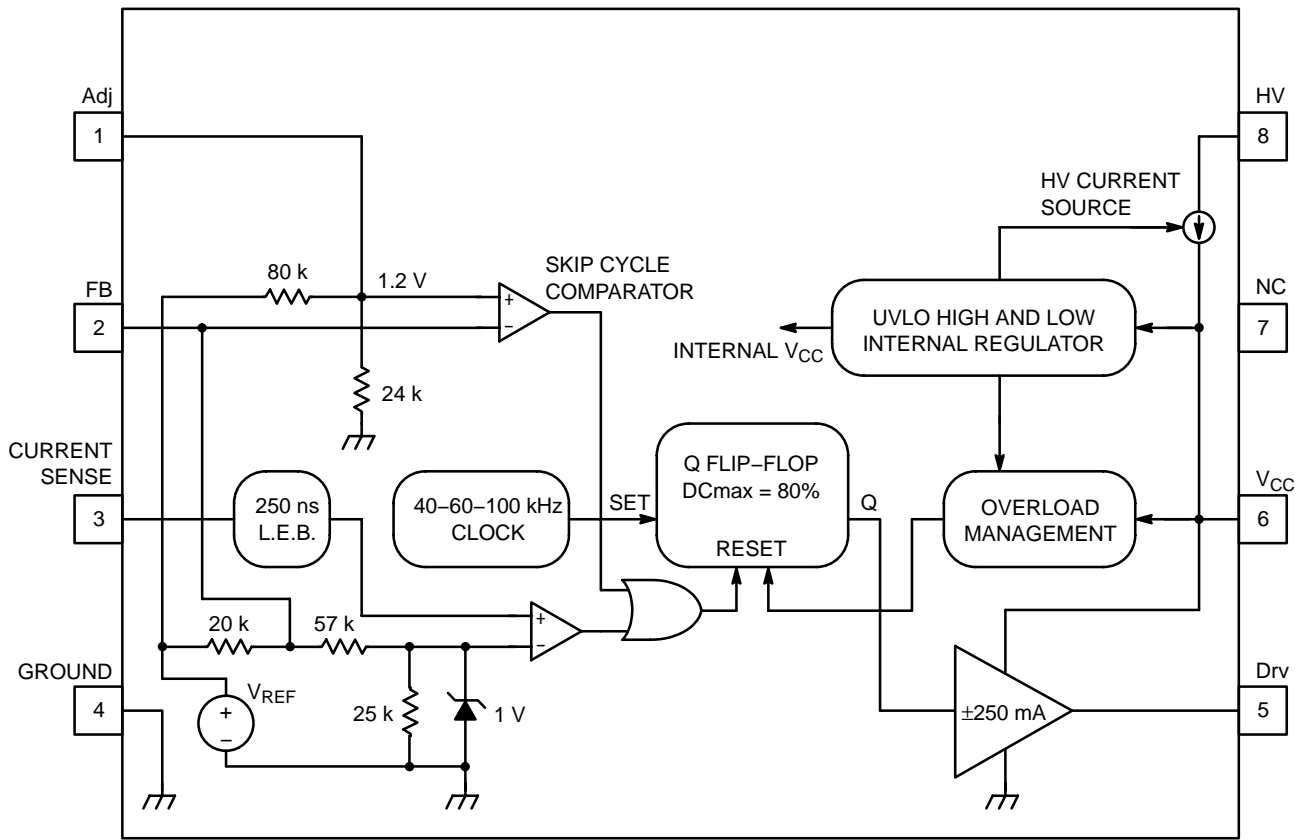 Adj
1
HV
8
HV CURRENT
SOURCE
80 k
1.2 V
+
−
SKIP CYCLE
COMPARATOR
FB
2
NC
7
UVLO HIGH AND LOW
INTERNAL REGULATOR
INTERNAL VCC
24 k
CURRENT
SENSE
3
250 ns
L.E.B.
40−60−100 kHz
CLOCK
SET
Q FLIP−FLOP
DCmax = 80%
RESET
Q
OVERLOAD
MANAGEMENT
VCC
6
20 k
57 k
+
−
GROUND
4
VREF
+
−
25 k
1 V
±250 mA
Drv
5